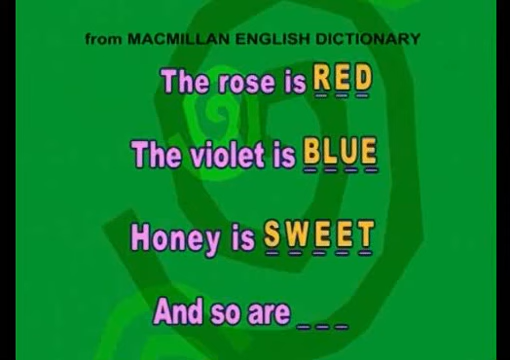 from MACMILLAN ENGLISH DICTIONARY
The rose is RED
The violet is BLUE
Honey is SWEET
And so are _ _ _